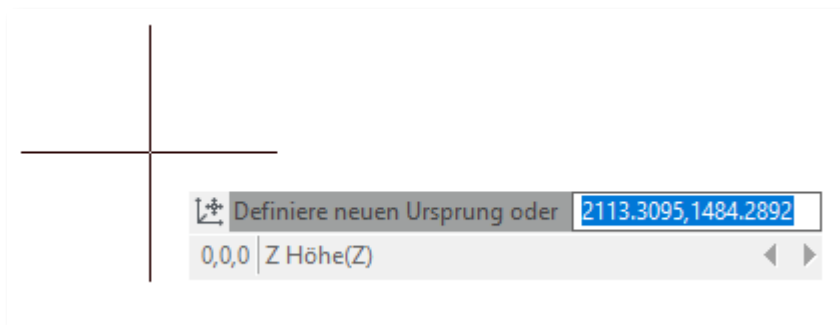 Definiere neuen Ursprung oder 2113.3095,1484.2892
0,0,0 Z Höhe(Z)